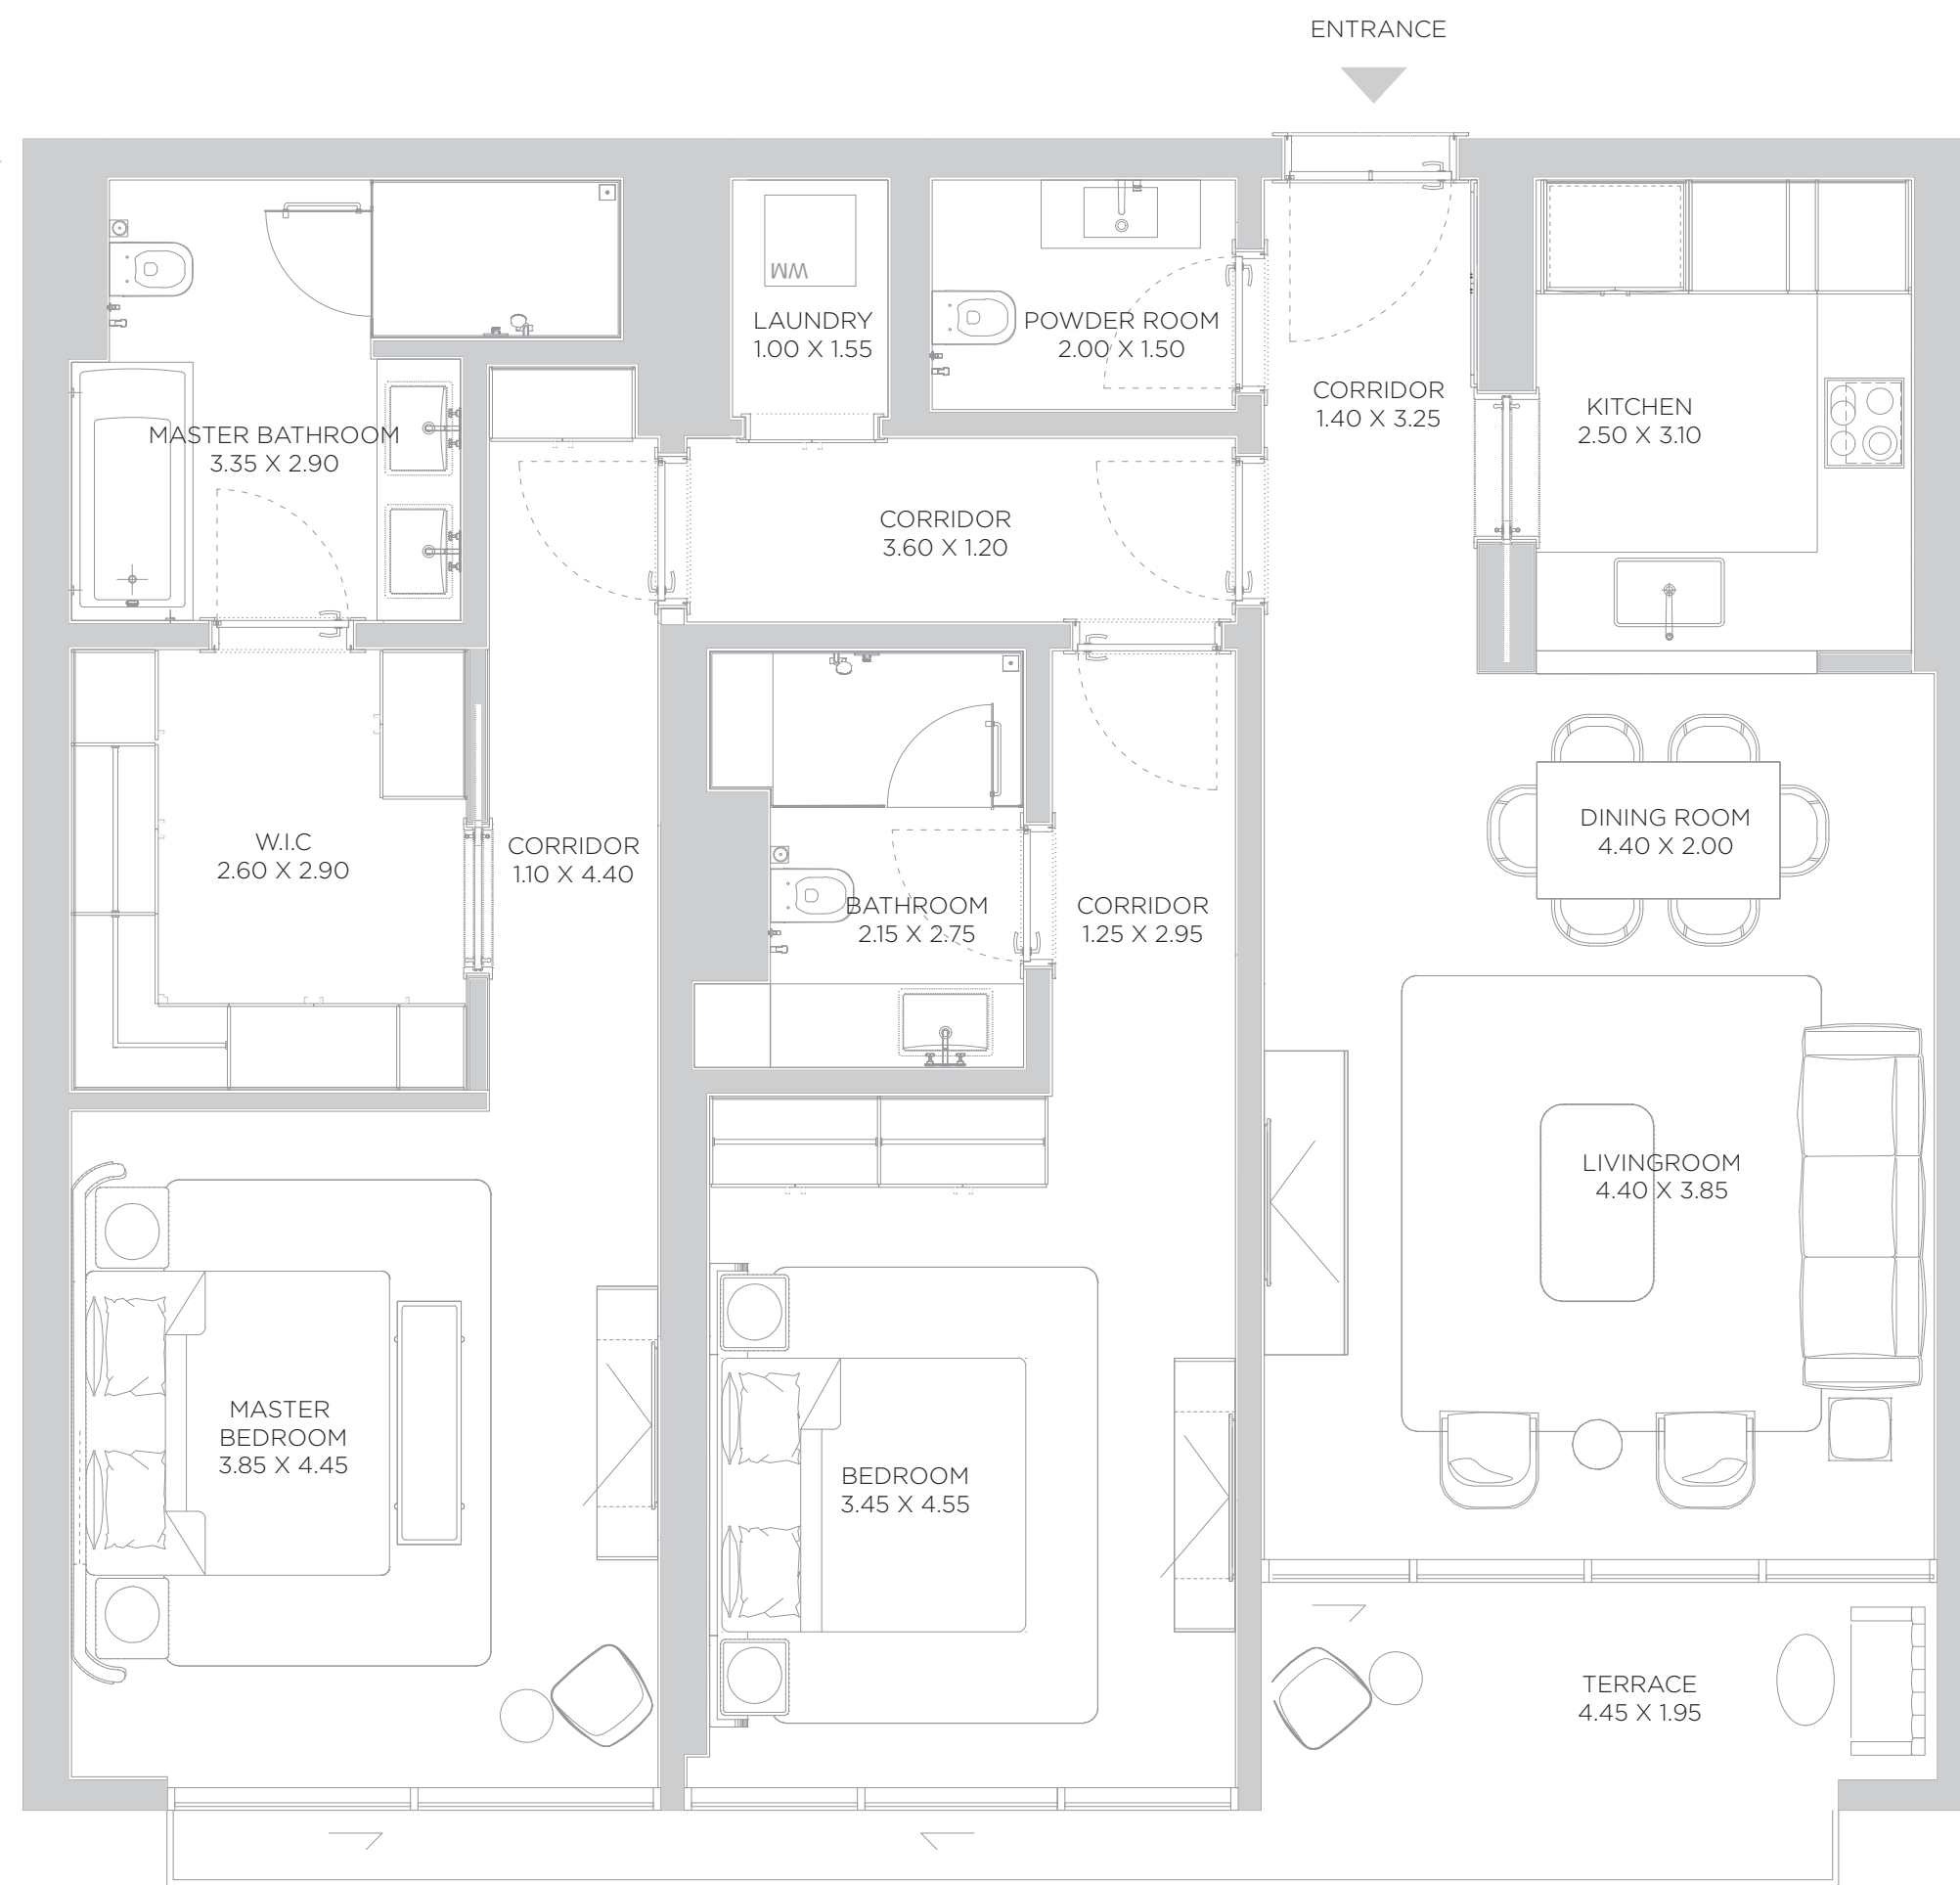 ENTRANCE
WM
LAUNDRY
1.00 X 1.55
POWDER ROOM
2.00 X 1.50
CORRIDOR
1.40 X 3.25
KITCHEN
2.50 X 3.10
MASTER BATHROOM
3.35 X 2.90
CORRIDOR
3.60 X 1.20
W.I.C
2.60 X 2.90
CORRIDOR
1.10 X 4.40
BATHROOM
2.15 X 2.75
CORRIDOR
1.25 X 2.95
DINING ROOM
4.40 X 2.00
LIVINGROOM
4.40 X 3.85
MASTER
BEDROOM
3.85 X 4.45
BEDROOM
3.45 X 4.55
TERRACE
4.45 X 1.95